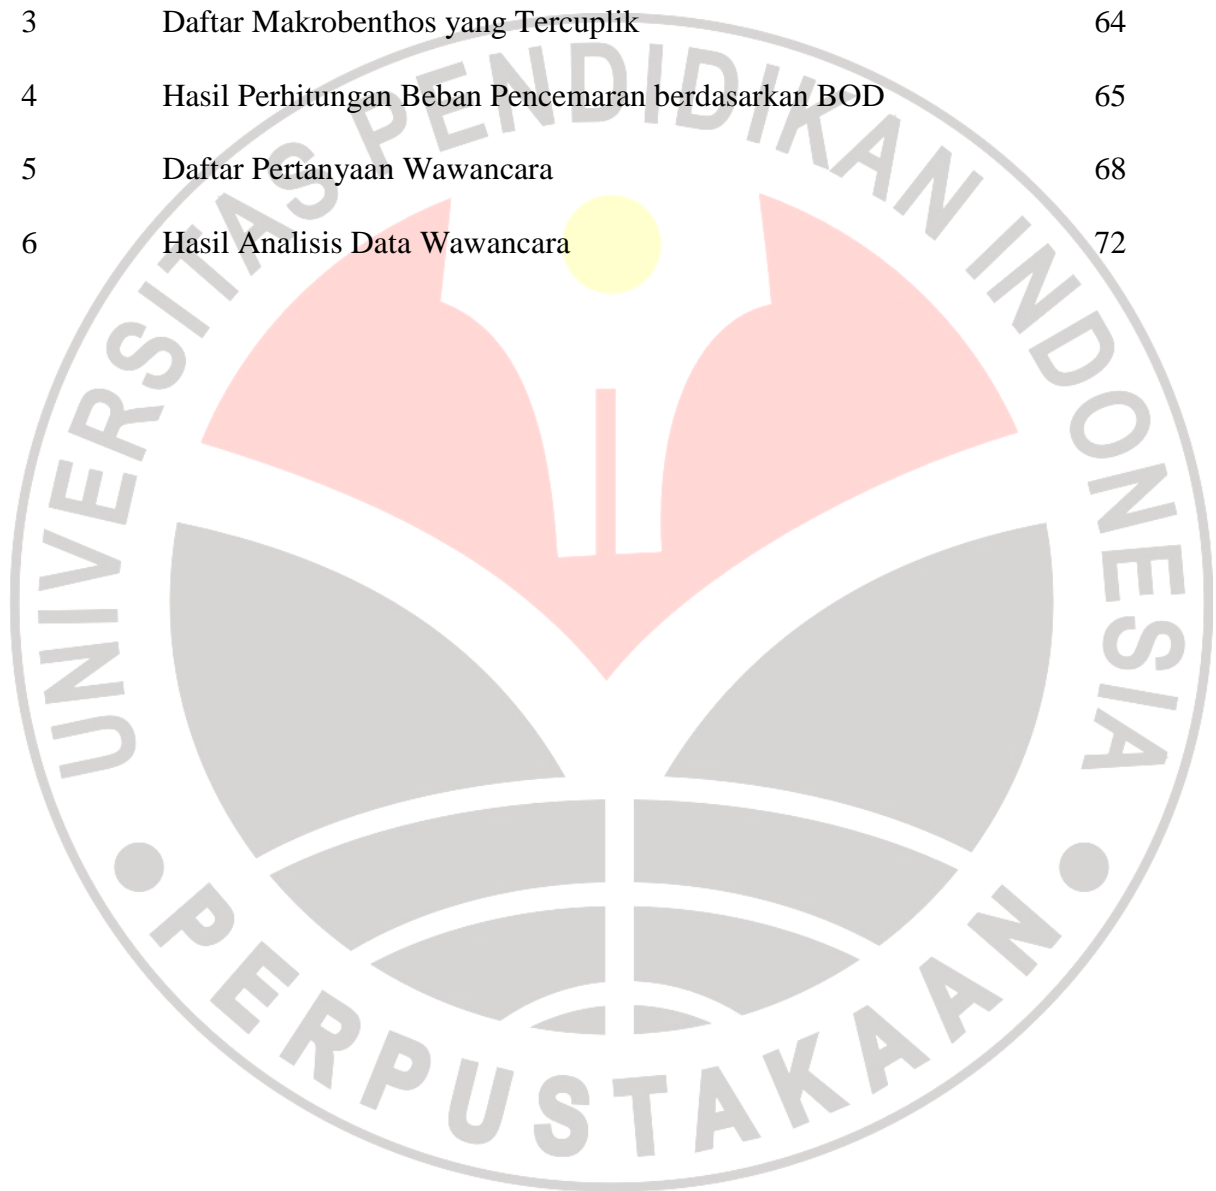 3 Daftar Makrobenthos yang Tercuplik 64
4 Hasil Perhitungan Beban Pencemaran berdasarkan BOD 65
5 Daftar Pertanyaan Wawancara 68
6 Hasil Analisis Data Wawancara 72
UNIVERSITAS PENDIDIKAN INDONESIA
PERPUSTAKAAN